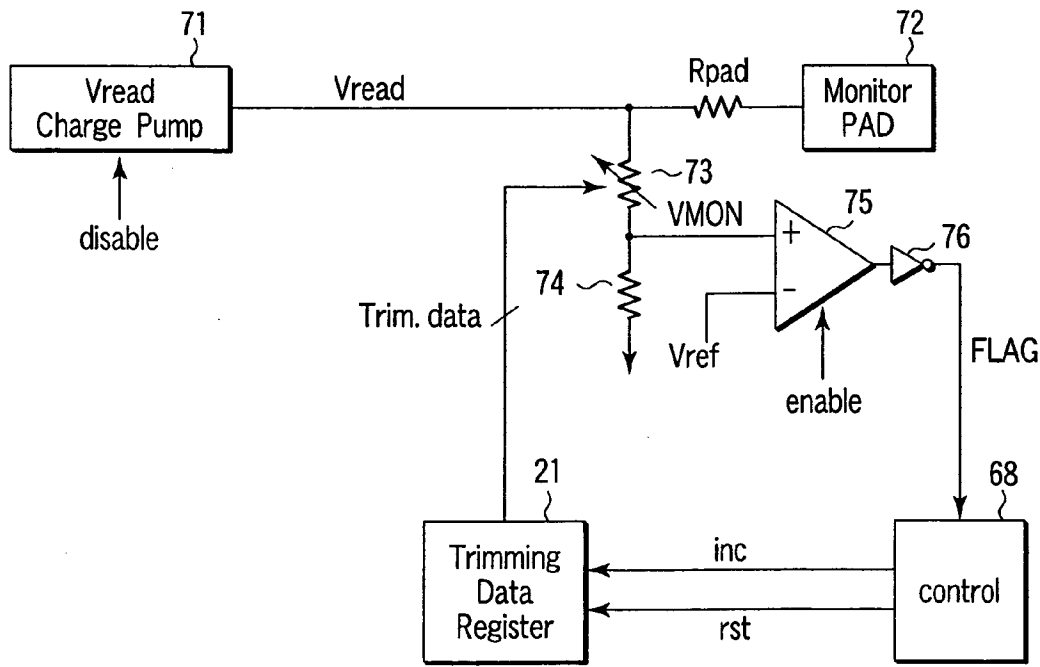 71
Vread
Charge Pump
Vread
Rpad
72
Monitor
PAD
disable
73
VMON
75
76
+
-
74
Trim. data
Vref
enable
FLAG
21
Trimming
Data
Register
inc
rst
68
control